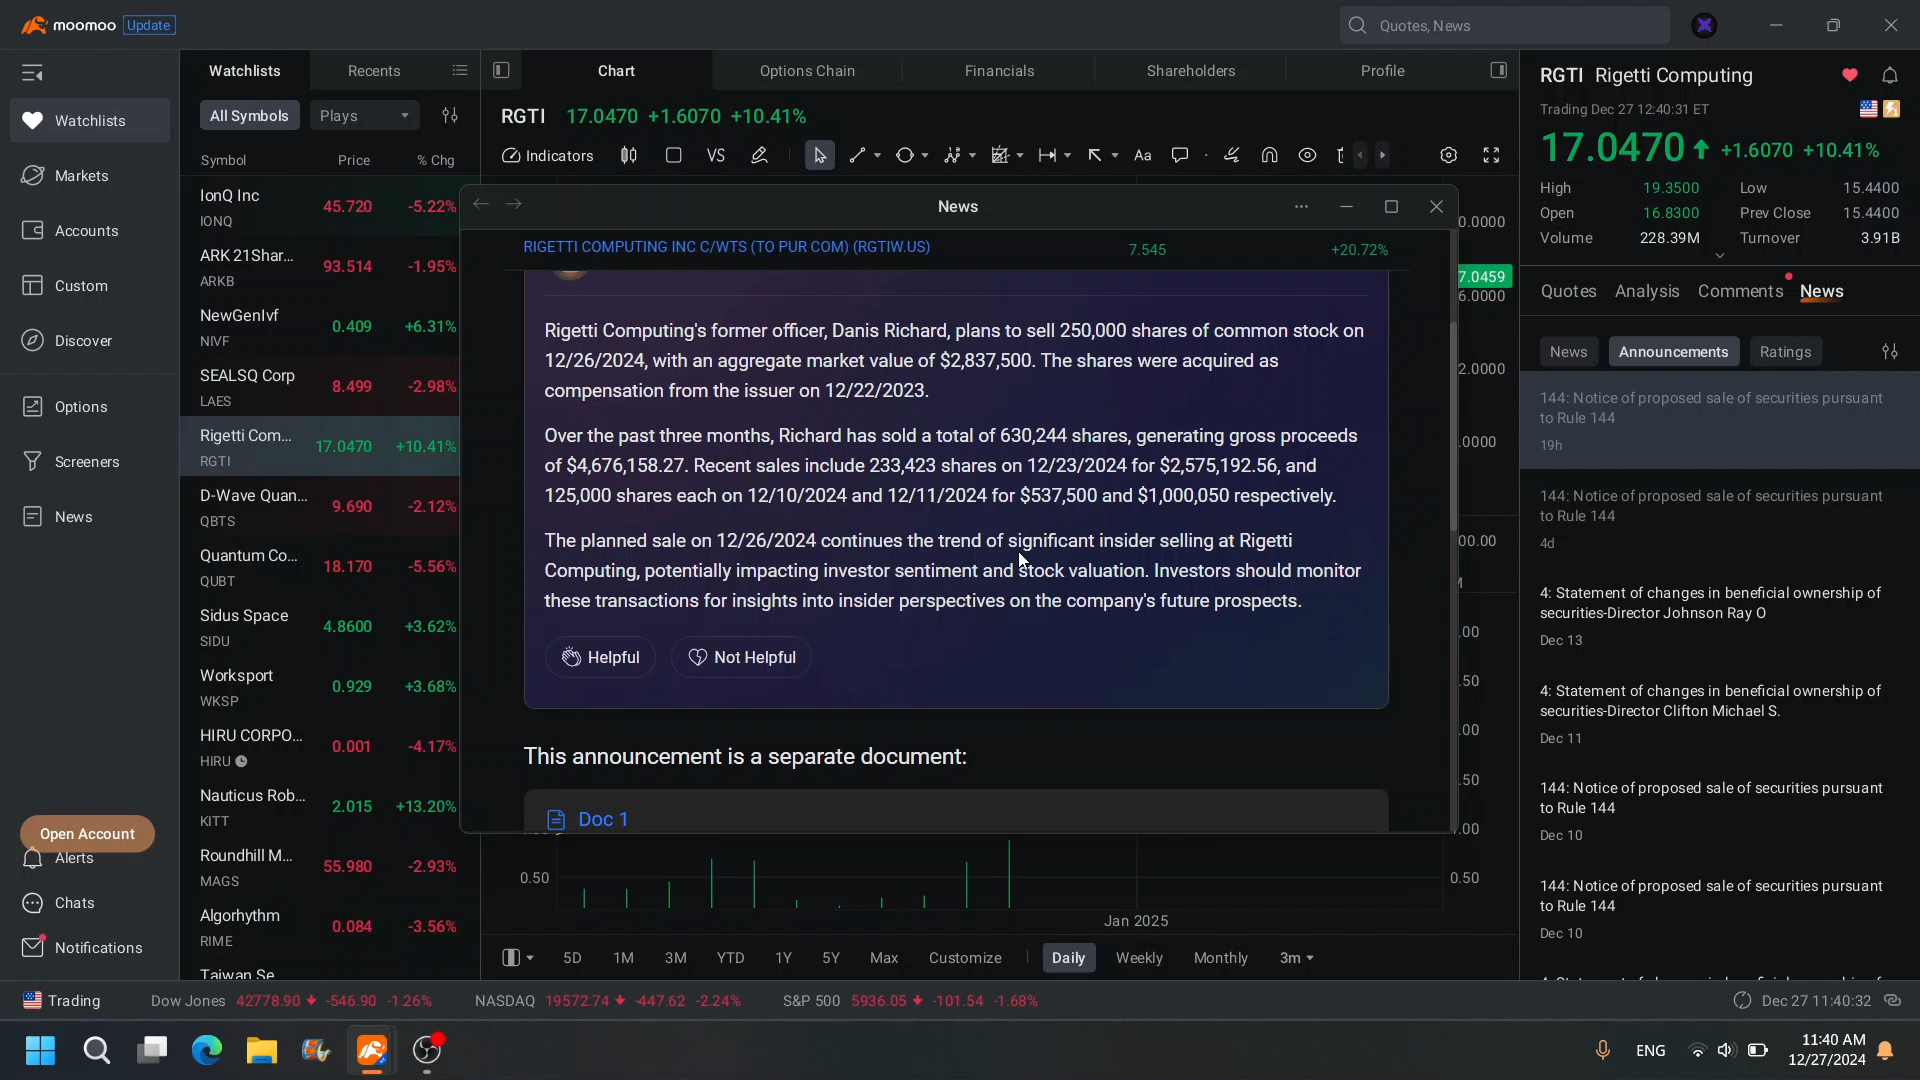 moomoo Update
Quotes, News
Watchlists
Markets
Accounts
Custom
Discover
Options
Screeners
News
Open Account
Alerts
Chats
Notifications
Watchlists Recents
All Symbols Plays
Symbol Price % Chg
IonQ Inc
IONQ
45.720 -5.22%
ARK 21Shar...
ARKB
93.514 -1.95%
NewGenIvf
NIVF
0.409 +6.31%
SEALSQ Corp
LAES
8.499 -2.98%
Rigetti Com...
RGTI
17.0470 +10.41%
D-Wave Quan...
QBTS
9.690 -2.12%
Quantum Co...
QUBT
18.170 -5.56%
Sidus Space
SIDU
4.8600 +3.62%
Worksport
WKSP
0.929 +3.68%
HIRU CORPO...
HIRU
0.001 -4.17%
Nauticus Rob...
KITT
2.015 +13.20%
Roundhill M...
MAGS
55.980 -2.93%
Algorhythm
RIME
0.084 -3.56%
Taiwan Se
Chart Options Chain Financials Shareholders Profile
RGTI 17.0470 +1.6070 +10.41%
Indicators VS Aa
News
RIGETTI COMPUTING INC C/WTS (TO PUR COM) (RGTIW.US) 7.545 +20.72%
Rigetti Computing's former officer, Danis Richard, plans to sell 250,000 shares of common stock on
12/26/2024, with an aggregate market value of $2,837,500. The shares were acquired as
compensation from the issuer on 12/22/2023.
Over the past three months, Richard has sold a total of 630,244 shares, generating gross proceeds
of $4,676,158.27. Recent sales include 233,423 shares on 12/23/2024 for $2,575,192.56, and
125,000 shares each on 12/10/2024 and 12/11/2024 for $537,500 and $1,000,050 respectively.
The planned sale on 12/26/2024 continues the trend of significant insider selling at Rigetti
Computing, potentially impacting investor sentiment and stock valuation. Investors should monitor
these transactions for insights into insider perspectives on the company's future prospects.
Helpful Not Helpful
This announcement is a separate document:
Doc 1
0.0000
7.0459
6.0000
2.0000
.0000
00.00
M
.00
.50
.00
.50
.00
0.50 0.50
Jan 2025
5D 1M 3M YTD 1Y 5Y Max Customize Daily Weekly Monthly 3m
RGTI Rigetti Computing
Trading Dec 27 12:40:31 ET
17.0470 +1.6070 +10.41%
High 19.3500 Low 15.4400
Open 16.8300 Prev Close 15.4400
Volume 228.39M Turnover 3.91B
Quotes Analysis Comments News
News Announcements Ratings
144: Notice of proposed sale of securities pursuant
to Rule 144
19h
144: Notice of proposed sale of securities pursuant
to Rule 144
4d
4: Statement of changes in beneficial ownership of
securities-Director Johnson Ray O
Dec 13
4: Statement of changes in beneficial ownership of
securities-Director Clifton Michael S.
Dec 11
144: Notice of proposed sale of securities pursuant
to Rule 144
Dec 10
144: Notice of proposed sale of securities pursuant
to Rule 144
Dec 10
Trading Dow Jones 42778.90 -546.90 -1.26% NASDAQ 19572.74 -447.62 -2.24% S&P 500 5936.05 -101.54 -1.68% Dec 27 11:40:32
ENG
11:40 AM
12/27/2024